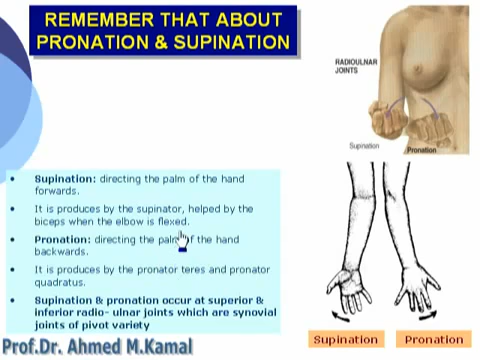 REMEMBER THAT ABOUT
PRONATION & SUPINATION
RADIOULNAR
JOINTS
Supination
Pronation
• Supination: directing the palm of the hand
forwards.
• It is produces by the supinator, helped by the
biceps when the elbow is flexed.
• Pronation: directing the palm of the hand
backwards.
• It is produces by the pronator teres and pronator
quadratus.
• Supination & pronation occur at superior &
inferior radio- ulnar joints which are synovial
joints of pivot variety
Supination
Pronation
Prof.Dr. Ahmed M.Kamal